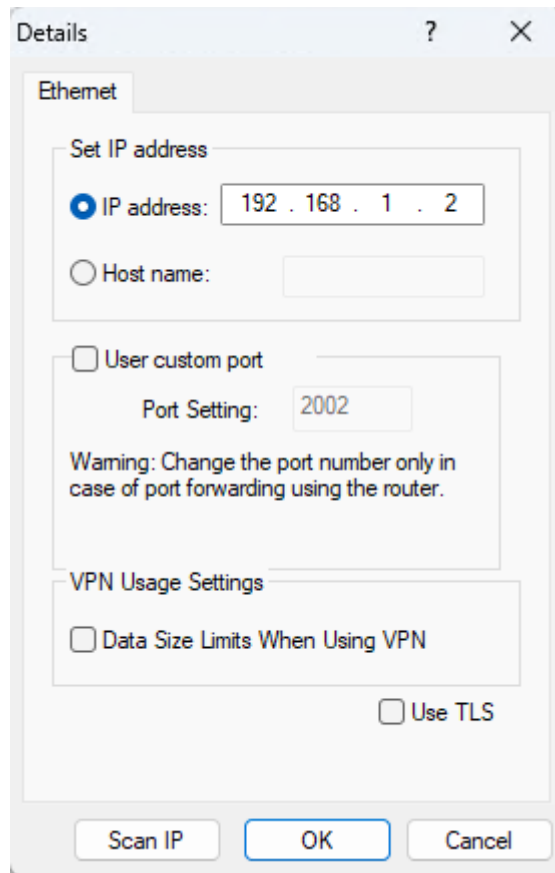 Details ?
Ethernet
Set IP address
IP address: 192 . 168 . 1 . 2
Host name:
User custom port
Port Setting: 2002
Warning: Change the port number only in
case of port forwarding using the router.
VPN Usage Settings
Data Size Limits When Using VPN
Use TLS
Scan IP OK Cancel